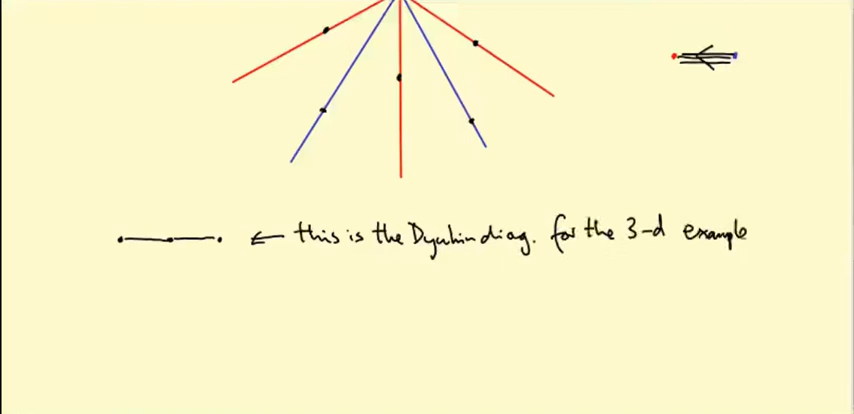 ← this is the Dynkin diag. for the 3-d example